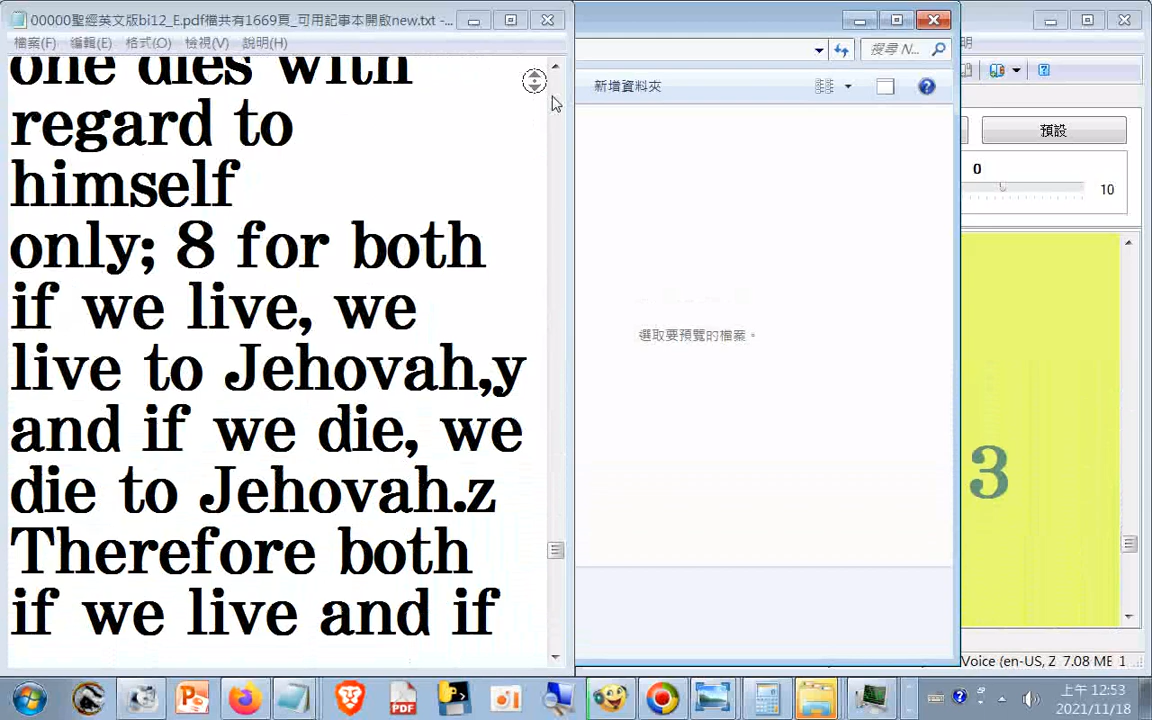 00000聖經英文版bi12_E.pdf檔共有1669頁_可用記事本開啟new.txt -...
檔案(F) 編輯(E) 格式(O) 檢視(V) 說明(H)
one dies with
regard to
himself
only; 8 for both
if we live, we
live to Jehovah,y
and if we die, we
die to Jehovah.z
Therefore both
if we live and if
搜尋 N...
新增資料夾
選取要預覽的檔案。
明
預設
0
10
3
Voice (en-US, Z 7.08 ME 1
上午 12:53
2021/11/18